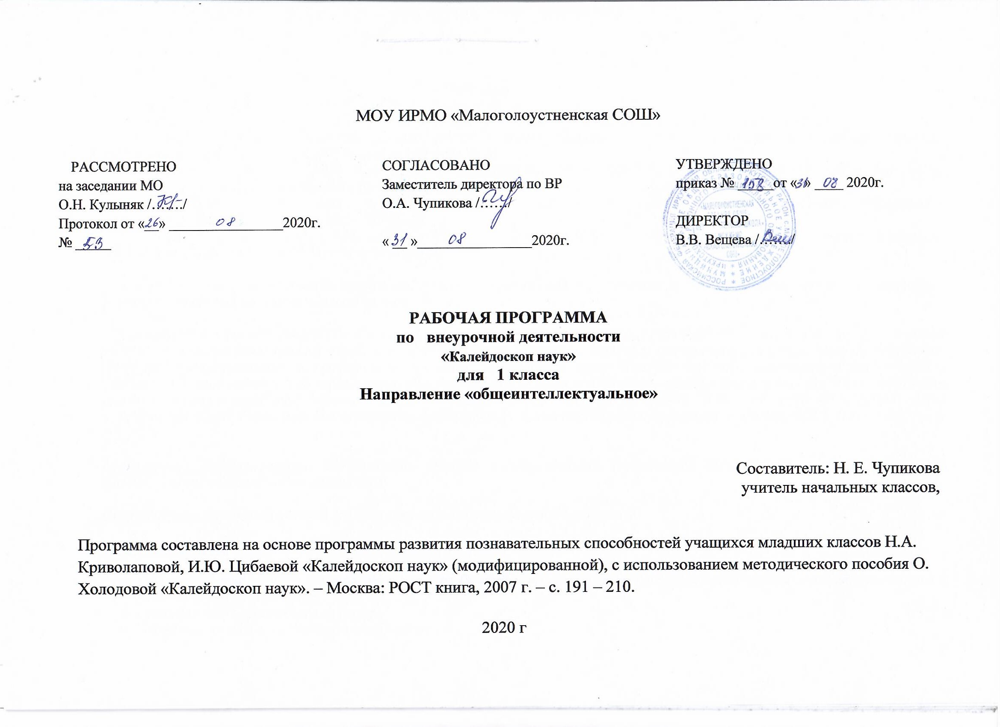 МОУ ИРМО «Малоголоустненская СОШ»
РАССМОТРЕНО
на заседании МО
О.Н. Кулыняк /......../
Протокол от «26» 08 2020г.
№ 53
СОГЛАСОВАНО
Заместитель директора по ВР
О.А. Чупикова /......./
« 31 » 08 2020г.
УТВЕРЖДЕНО
приказ № 158 от «31» 08 2020г.
ДИРЕКТОР
В.В. Вещева /......../
РАБОЧАЯ ПРОГРАММА
по внеурочной деятельности
«Калейдоскоп наук»
для 1 класса
Направление «общеинтеллектуальное»
Составитель: Н. Е. Чупикова
учитель начальных классов,
Программа составлена на основе программы развития познавательных способностей учащихся младших классов Н.А.
Криволаповой, И.Ю. Цибаевой «Калейдоскоп наук» (модифицированной), с использованием методического пособия О.
Холодовой «Калейдоскоп наук». – Москва: РОСТ книга, 2007 г. – с. 191 – 210.
2020 г